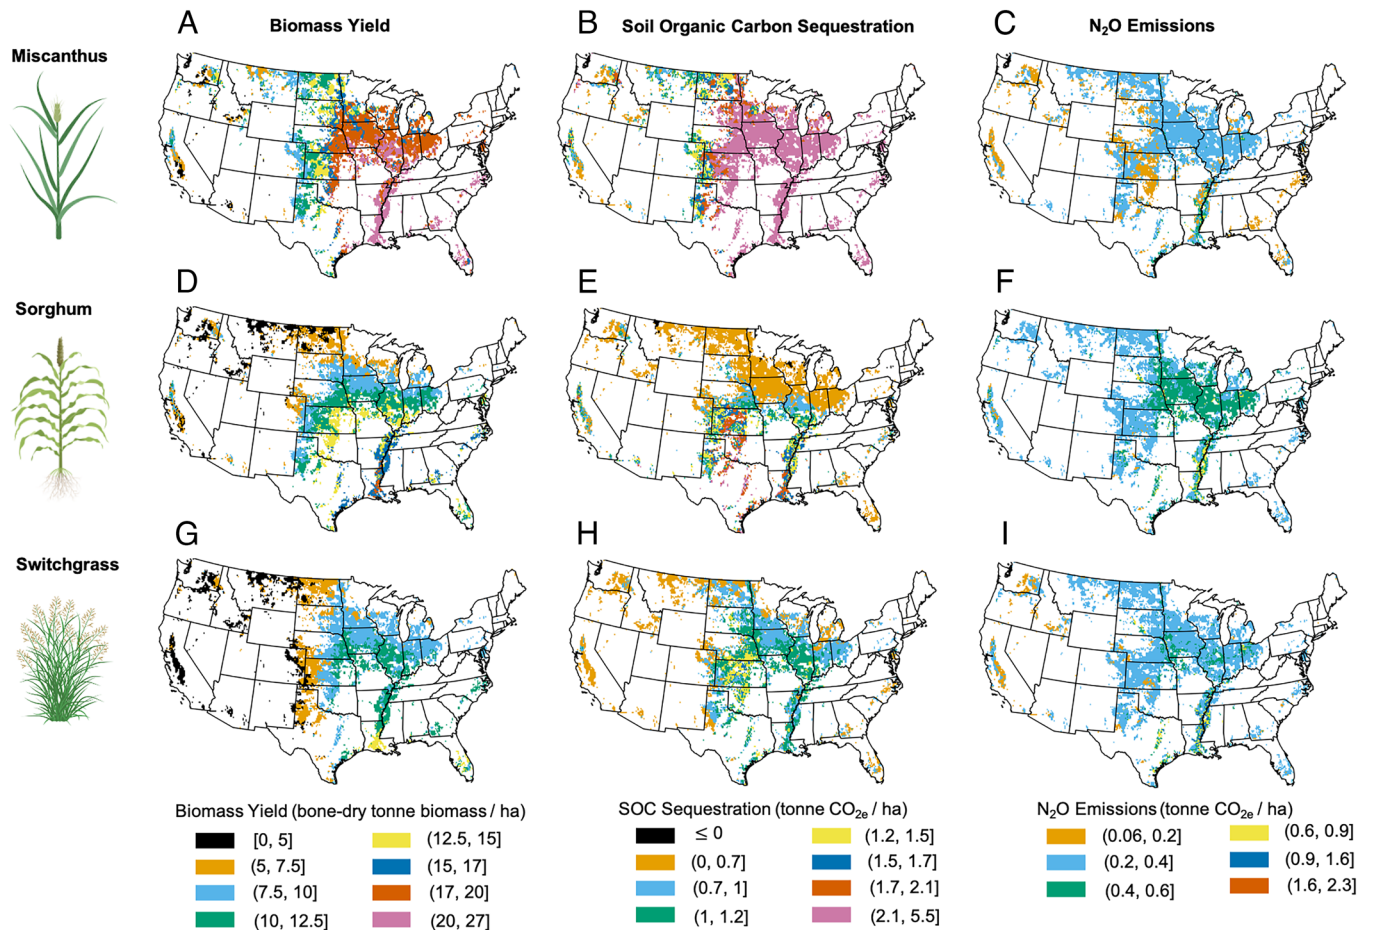 A
Biomass Yield
B
Soil Organic Carbon Sequestration
C
N₂O Emissions
Miscanthus
D
E
F
Sorghum
G
H
I
Switchgrass
Biomass Yield (bone-dry tonne biomass / ha)
[0, 5]
(5, 7.5]
(7.5, 10]
(10, 12.5]
(12.5, 15]
(15, 17]
(17, 20]
(20, 27]
SOC Sequestration (tonne CO₂ₑ / ha)
≤ 0
(0, 0.7]
(0.7, 1]
(1, 1.2]
(1.2, 1.5]
(1.5, 1.7]
(1.7, 2.1]
(2.1, 5.5]
N₂O Emissions (tonne CO₂ₑ / ha)
(0.06, 0.2]
(0.2, 0.4]
(0.4, 0.6]
(0.6, 0.9]
(0.9, 1.6]
(1.6, 2.3]